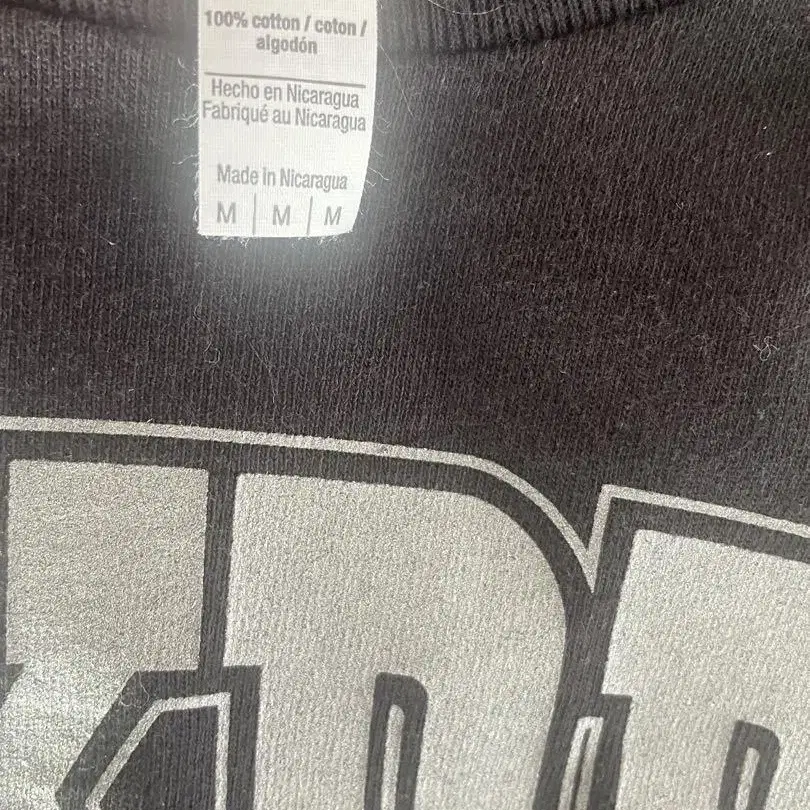 100% cotton / coton /
algodón
Hecho en Nicaragua
Fabriqué au Nicaragua
Made in Nicaragua
M | M | M